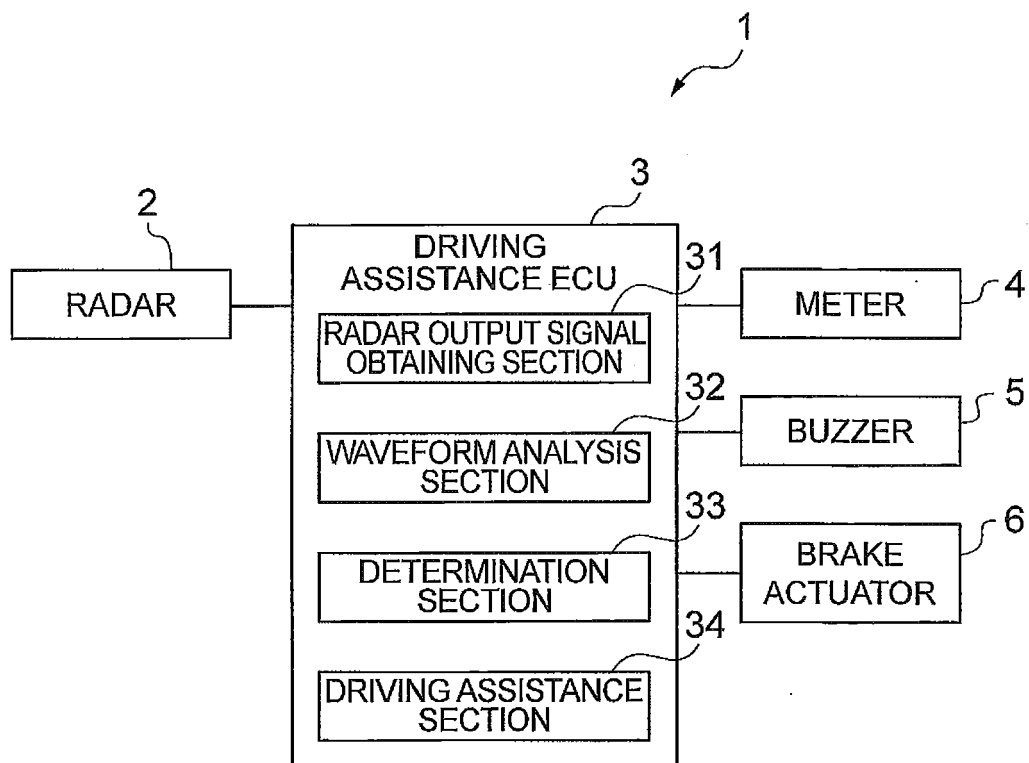 1
2
3
RADAR
DRIVING
ASSISTANCE ECU
31
RADAR OUTPUT SIGNAL
OBTAINING SECTION
METER
4
32
WAVEFORM ANALYSIS
SECTION
BUZZER
5
33
DETERMINATION
SECTION
BRAKE
ACTUATOR
6
34
DRIVING ASSISTANCE
SECTION